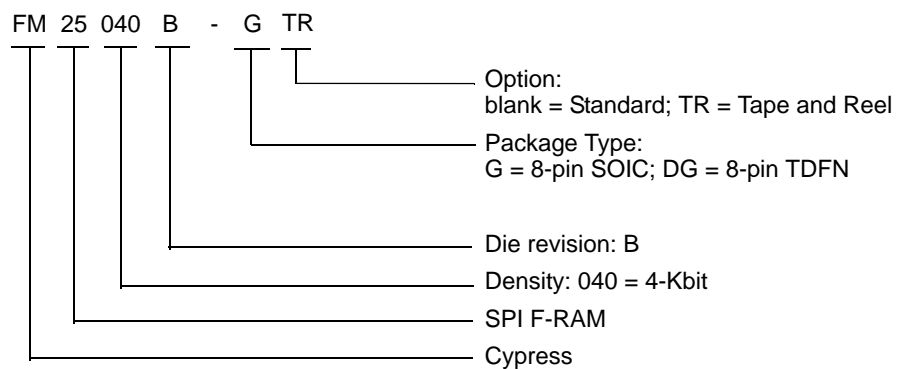 FM 25 040 B - G TR
Option:
blank = Standard; TR = Tape and Reel
Package Type:
G = 8-pin SOIC; DG = 8-pin TDFN
Die revision: B
Density: 040 = 4-Kbit
SPI F-RAM
Cypress